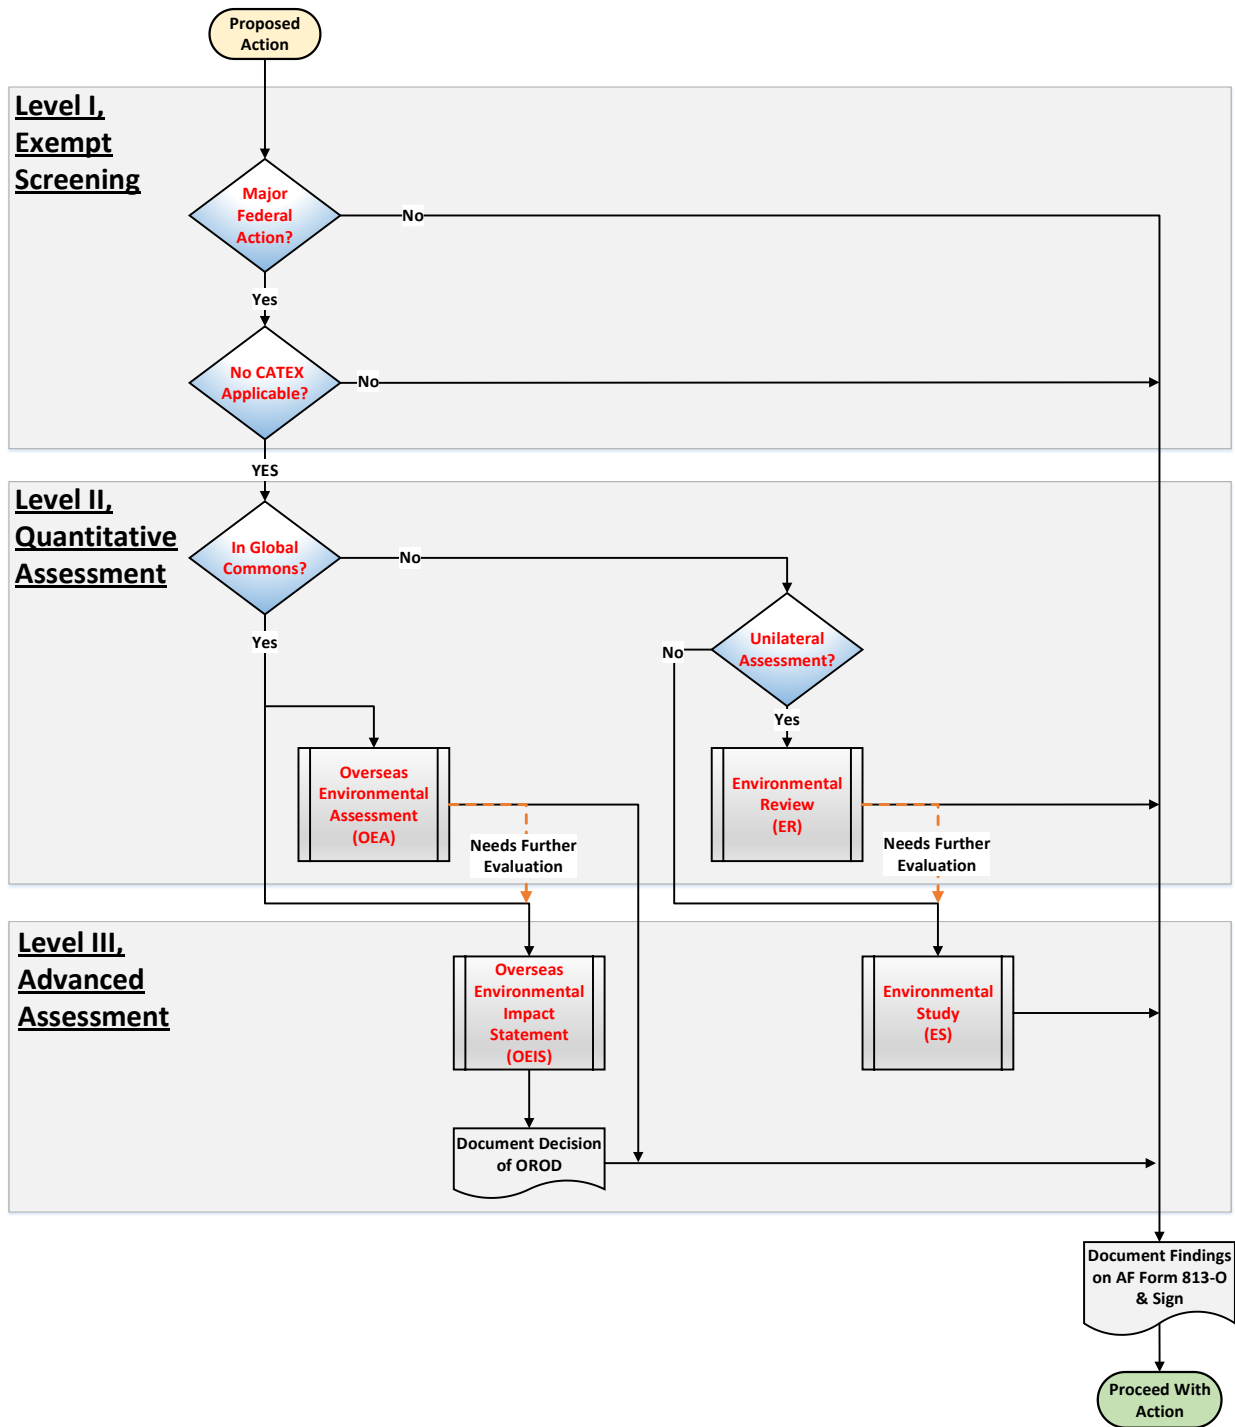 Proposed
Action
Level I,
Exempt
Screening
Major
Federal
Action?
No
Yes
No CATEX
Applicable?
No
YES
Level II,
Quantitative
Assessment
In Global
Commons?
No
Yes
Unilateral
Assessment?
No
Yes
Overseas
Environmental
Assessment
(OEA)
Needs Further
Evaluation
Environmental
Review
(ER)
Needs Further
Evaluation
Level III,
Advanced
Assessment
Overseas
Environmental
Impact
Statement
(OEIS)
Environmental
Study
(ES)
Document Decision
of OROD
Document Findings
on AF Form 813-O
& Sign
Proceed With
Action